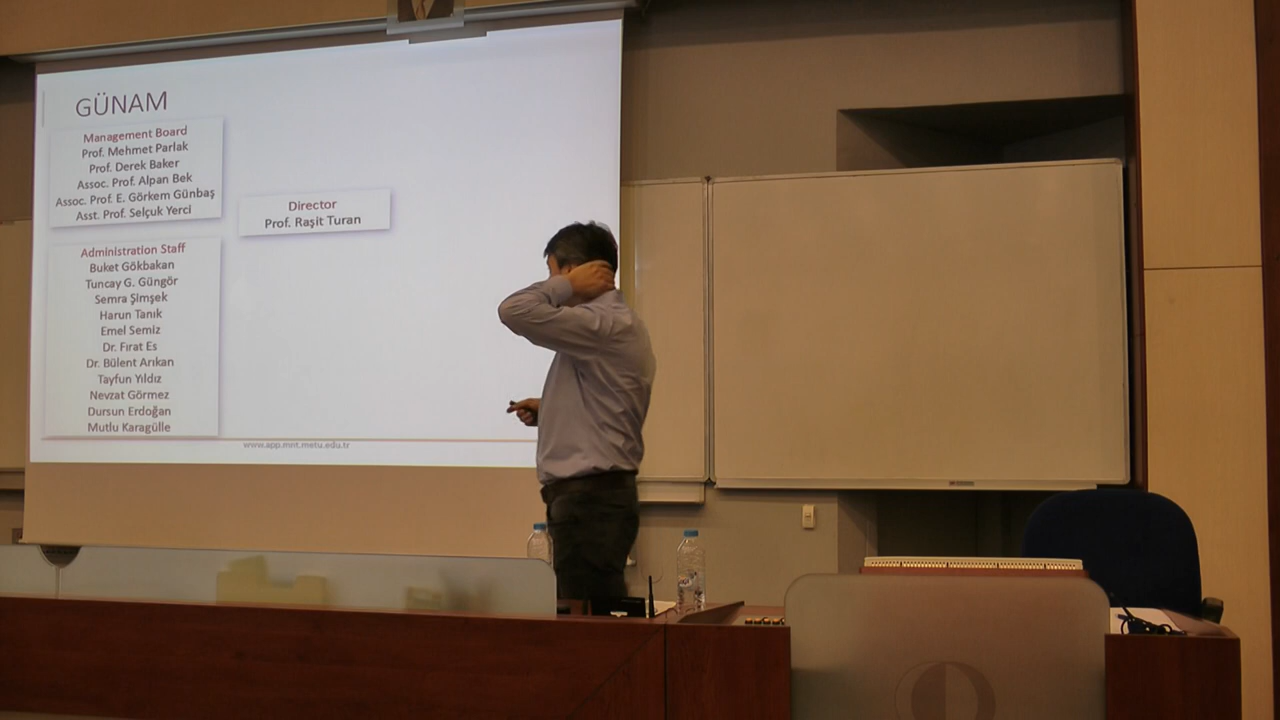 GÜNAM
Management Board
Prof. Mehmet Parlak
Prof. Derek Baker
Assoc. Prof. Alpan Bek
Assoc. Prof. E. Görkem Günbaş
Asst. Prof. Selçuk Yerci
Director
Prof. Raşit Turan
Administration Staff
Buket Gökbakan
Tuncay G. Güngör
Semra Şimşek
Harun Tanık
Emel Semiz
Dr. Fırat Es
Dr. Bülent Arıkan
Tayfun Yıldız
Nevzat Görmez
Dursun Erdoğan
Mutlu Karagülle
www.app.mnt.metu.edu.tr